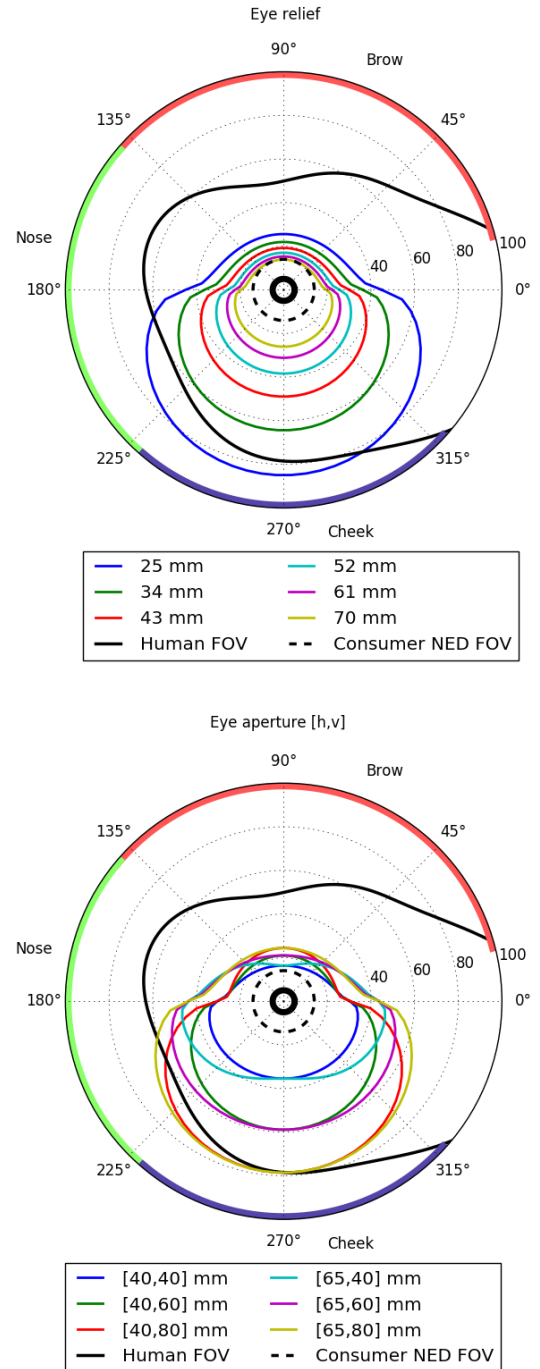 Eye relief
90°
Brow
135°
45°
Nose
100
80
60
40
180°
0°
225°
315°
270°
Cheek
25 mm
52 mm
34 mm
61 mm
43 mm
70 mm
Human FOV
Consumer NED FOV
Eye aperture [h,v]
90°
Brow
135°
45°
Nose
100
80
60
40
180°
0°
225°
315°
270°
Cheek
[40,40] mm
[65,40] mm
[40,60] mm
[65,60] mm
[40,80] mm
[65,80] mm
Human FOV
Consumer NED FOV